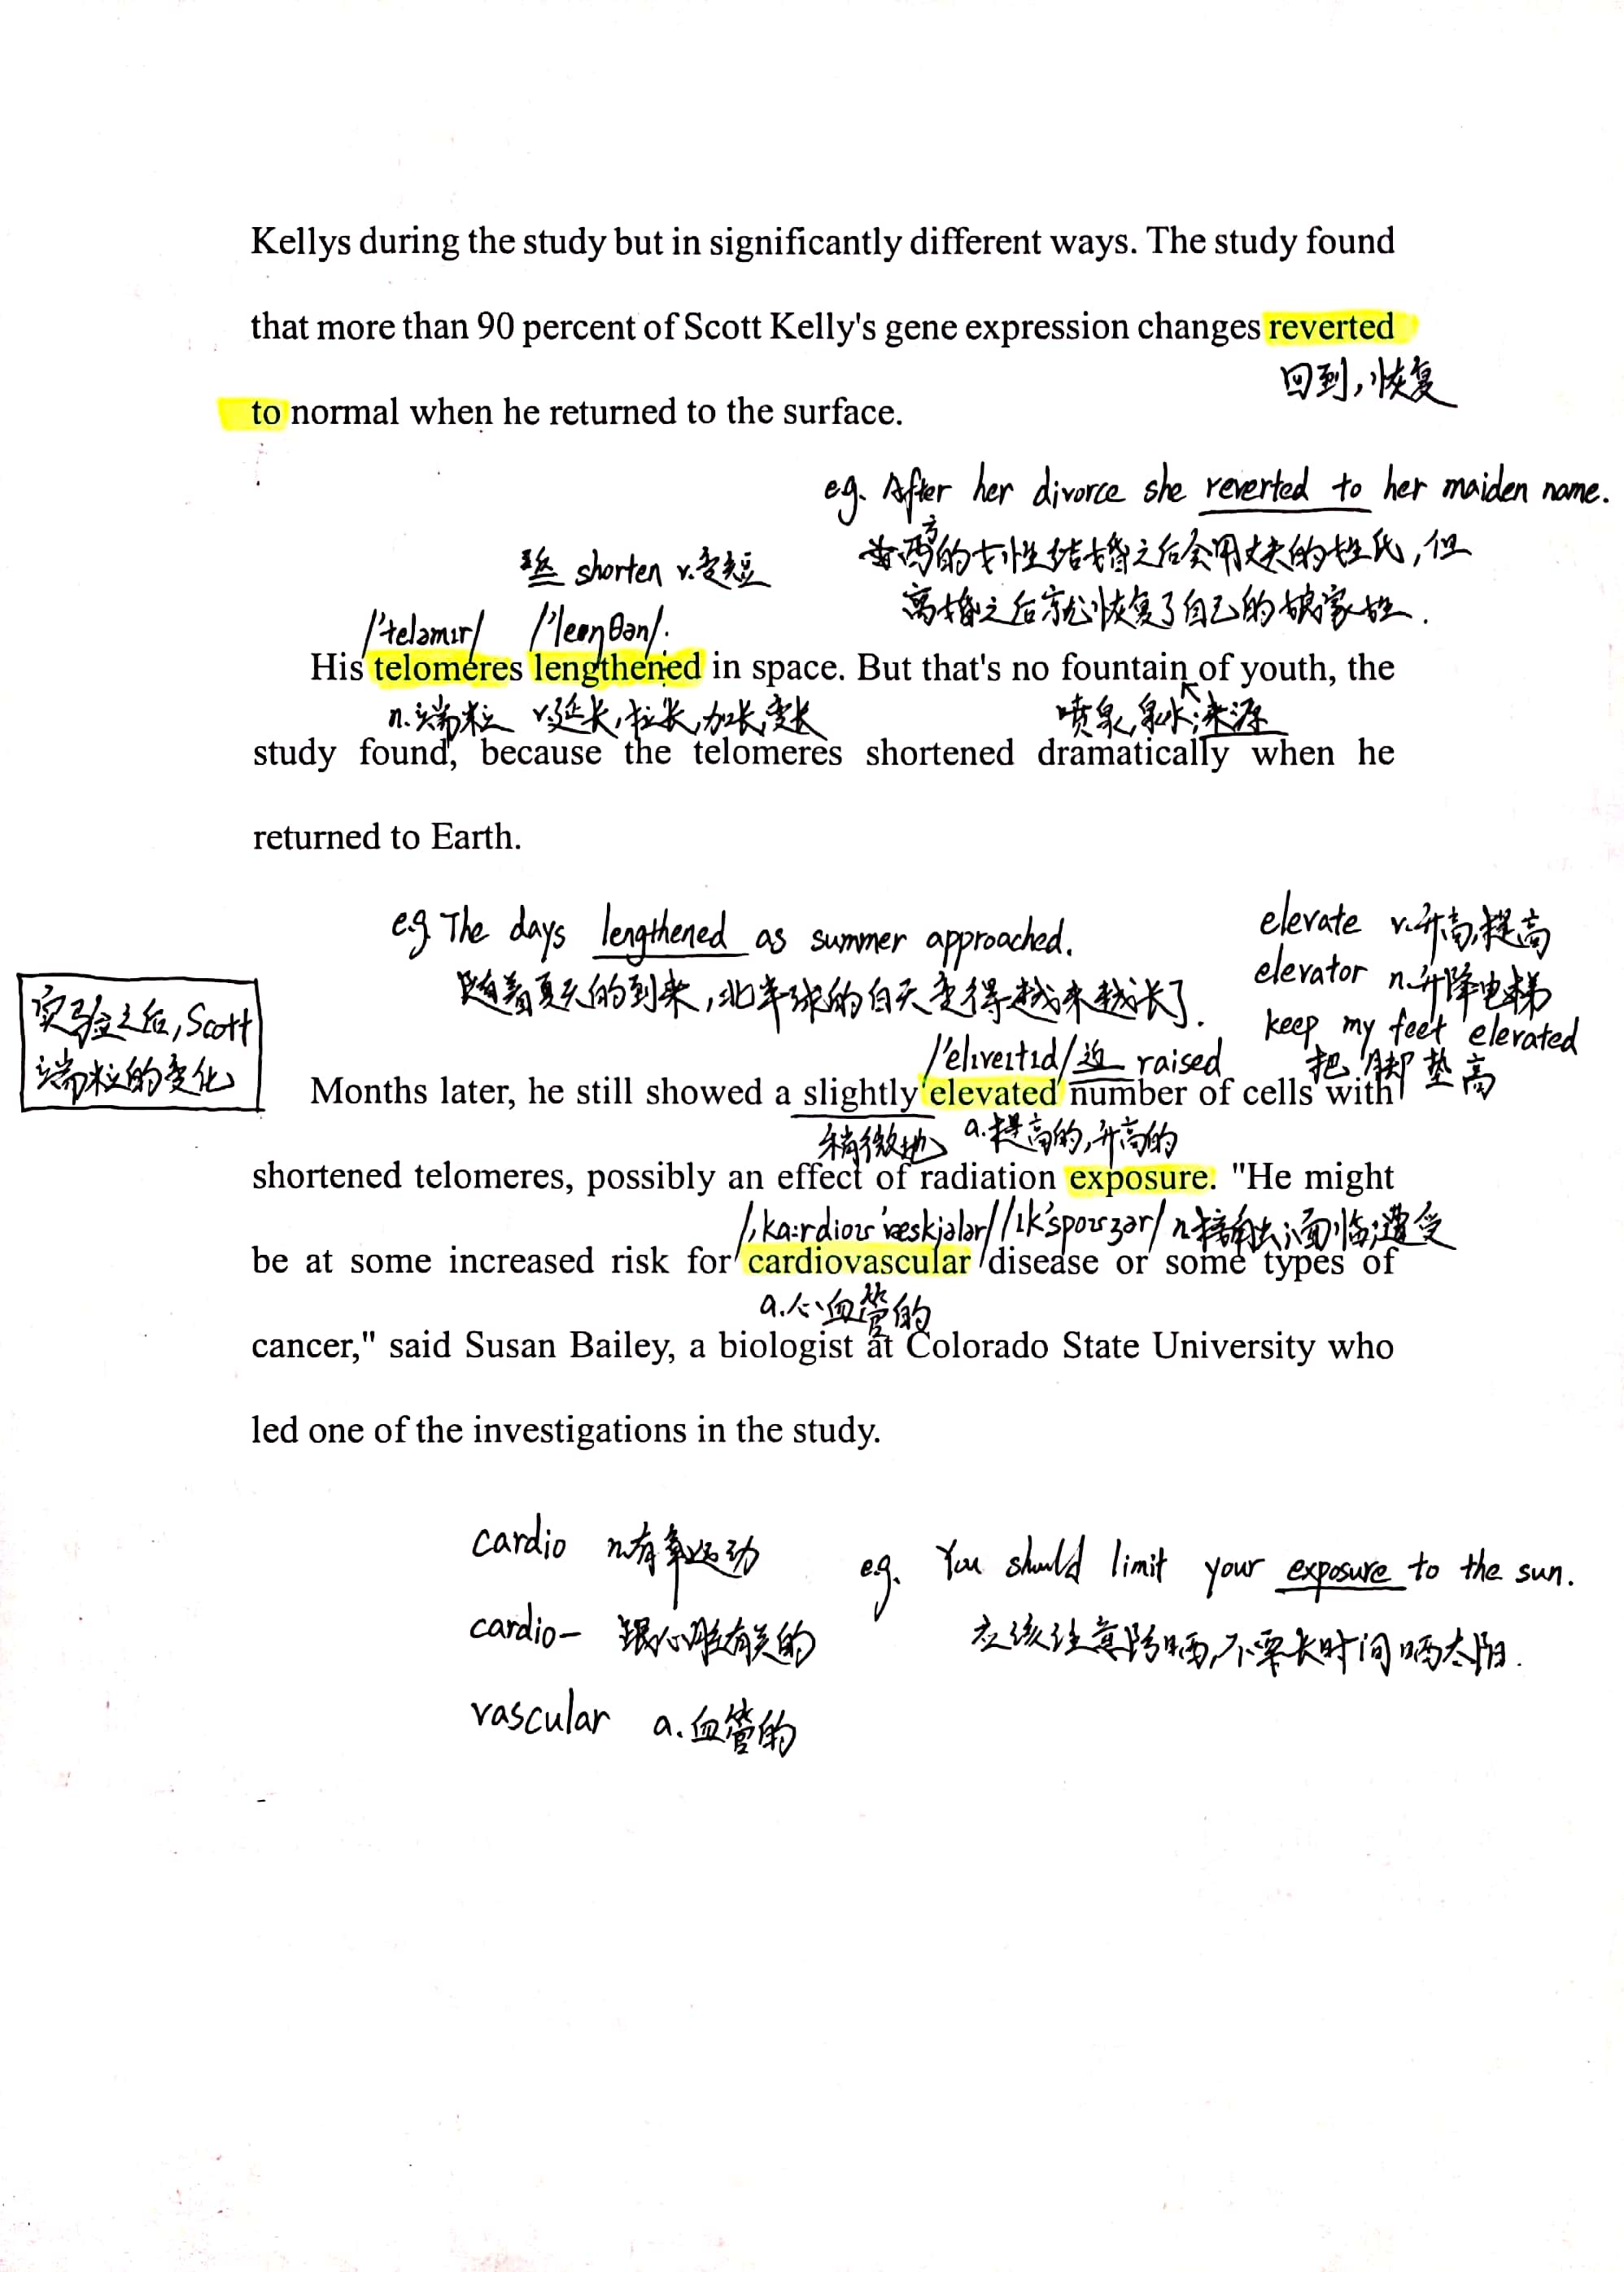 Kellys during the study but in significantly different ways. The study found
that more than 90 percent of Scott Kelly's gene expression changes reverted
回到,恢复
to normal when he returned to the surface.
e.g. After her divorce she reverted to her maiden name.
西方的女性结婚之后会用丈夫的姓氏,但
离婚之后就恢复了自己的娘家姓.
shorten v.变短
/'teləmɪr/ /'leŋθən/.
His telomeres lengthened in space. But that's no fountain of youth, the
n.端粒 v.延长,拉长,加长,变长 喷泉,泉水;来源
study found, because the telomeres shortened dramatically when he
returned to Earth.
e.g. The days lengthened as summer approached.
随着夏天的到来,北半球的白天变得越来越长了.
elevate v.升高,提高
elevator n.升降电梯
keep my feet elevated
把脚垫高
实验之后,Scott
端粒的变化
/'elɪveɪtɪd/ 近 raised
Months later, he still showed a slightly elevated number of cells with
稍微地 a.提高的,升高的
shortened telomeres, possibly an effect of radiation exposure. "He might
/ˌkɑːrdioʊ'væskjələr/ /ɪk'spoʊʒər/ n.接触;面临;遭受
be at some increased risk for cardiovascular disease or some types of
a.心血管的
cancer," said Susan Bailey, a biologist at Colorado State University who
led one of the investigations in the study.
cardio n.有氧运动
cardio- 跟心脏有关的
vascular a.血管的
e.g. You should limit your exposure to the sun.
应该注意防晒,不要长时间晒太阳.